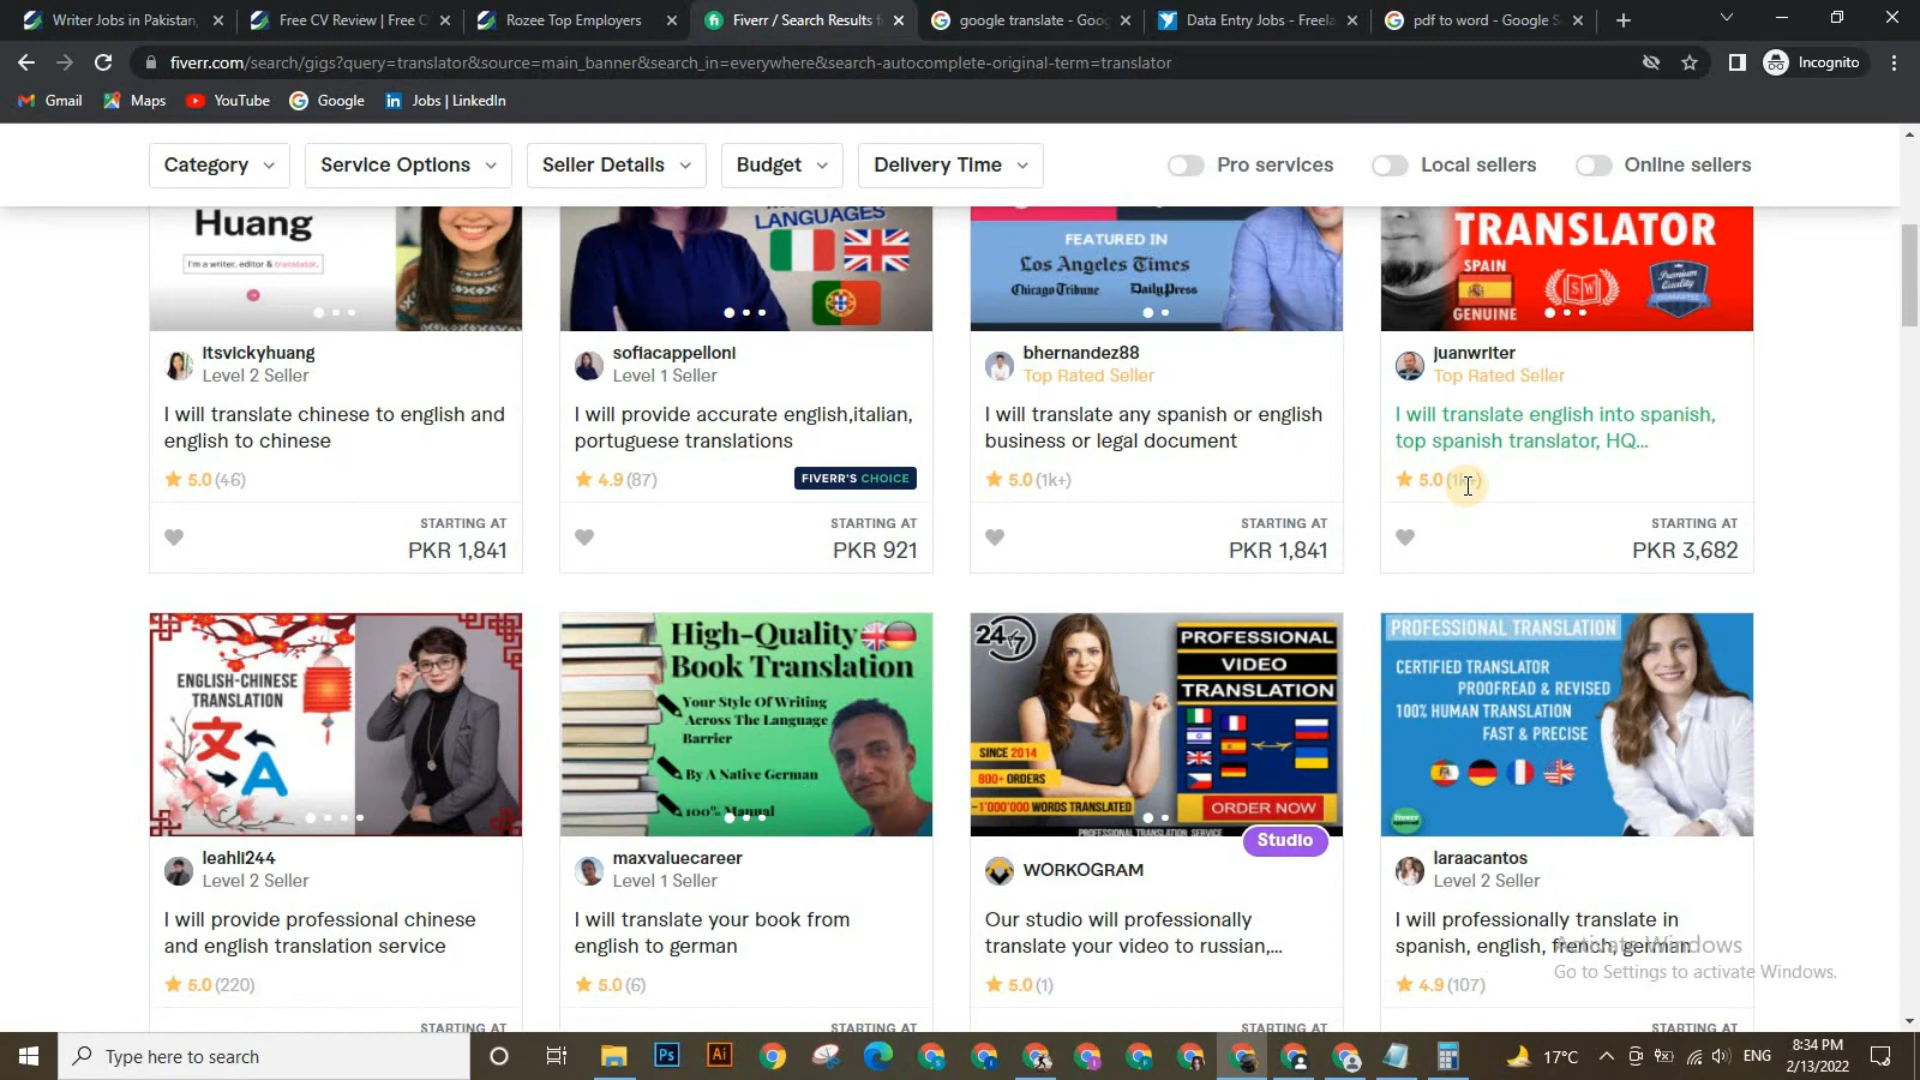 Writer Jobs in Pakistan,
Free CV Review | Free C
Rozee Top Employers
Fiverr / Search Results f
google translate - Goog
Data Entry Jobs - Freela
pdf to word - Google S
fiverr.com/search/gigs?query=translator&source=main_banner&search_in=everywhere&search-autocomplete-original-term=translator
Incognito
Gmail
Maps
YouTube
Google
Jobs | LinkedIn
Category
Service Options
Seller Details
Budget
Delivery Time
Pro services
Local sellers
Online sellers
Huang
I'm a writer, editor & translator.
LANGUAGES
FEATURED IN
Los Angeles Times
Chicago Tribune
Daily Press
TRANSLATOR
SPAIN
GENUINE
SW
Premium
Quality
itsvickyhuang
Level 2 Seller
I will translate chinese to english and
english to chinese
5.0 (46)
STARTING AT
PKR 1,841
sofiacappelloni
Level 1 Seller
I will provide accurate english,italian,
portuguese translations
4.9 (87)
FIVERR'S CHOICE
STARTING AT
PKR 921
bhernandez88
Top Rated Seller
I will translate any spanish or english
business or legal document
5.0 (1k+)
STARTING AT
PKR 1,841
juanwriter
Top Rated Seller
I will translate english into spanish,
top spanish translator, HQ...
5.0 (1k+)
STARTING AT
PKR 3,682
ENGLISH-CHINESE
TRANSLATION
文
A
leahli244
Level 2 Seller
I will provide professional chinese
and english translation service
5.0 (220)
STARTING AT
High-Quality
Book Translation
Your Style Of Writing
Across The Language
Barrier
By A Native German
100% Manual
maxvaluecareer
Level 1 Seller
I will translate your book from
english to german
5.0 (6)
STARTING AT
24/7
PROFESSIONAL
VIDEO
TRANSLATION
SINCE 2014
800+ ORDERS
~1'000'000 WORDS TRANSLATED
ORDER NOW
PROFESSIONAL TRANSLATION SERVICE
Studio
WORKOGRAM
Our studio will professionally
translate your video to russian,...
5.0 (1)
STARTING AT
PROFESSIONAL TRANSLATION
CERTIFIED TRANSLATOR
PROOFREAD & REVISED
100% HUMAN TRANSLATION
FAST & PRECISE
laraacantos
Level 2 Seller
I will professionally translate in
spanish, english, french, german
4.9 (107)
STARTING AT
Activate Windows
Go to Settings to activate Windows.
Type here to search
Ps
Ai
17°C
ENG
8:34 PM
2/13/2022